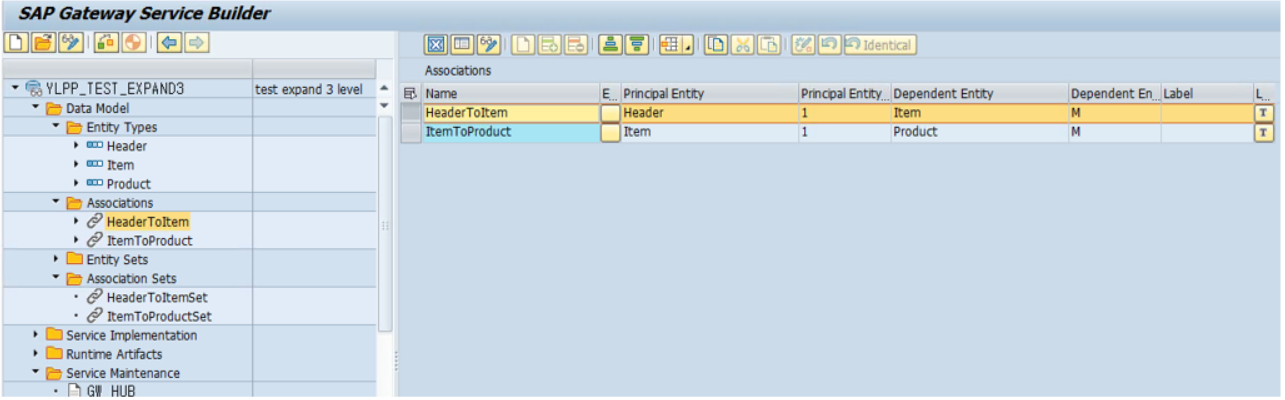 SAP Gateway Service Builder
Identical
Associations
YLPP_TEST_EXPAND3 test expand 3 level
Data Model
Entity Types
Header
Item
Product
Associations
HeaderToItem
ItemToProduct
Entity Sets
Association Sets
HeaderToItemSet
ItemToProductSet
Service Implementation
Runtime Artifacts
Service Maintenance
GW_HUB
Name E... Principal Entity Principal Entity... Dependent Entity Dependent En... Label L...
HeaderToItem Header 1 Item M T
ItemToProduct Item 1 Product M T